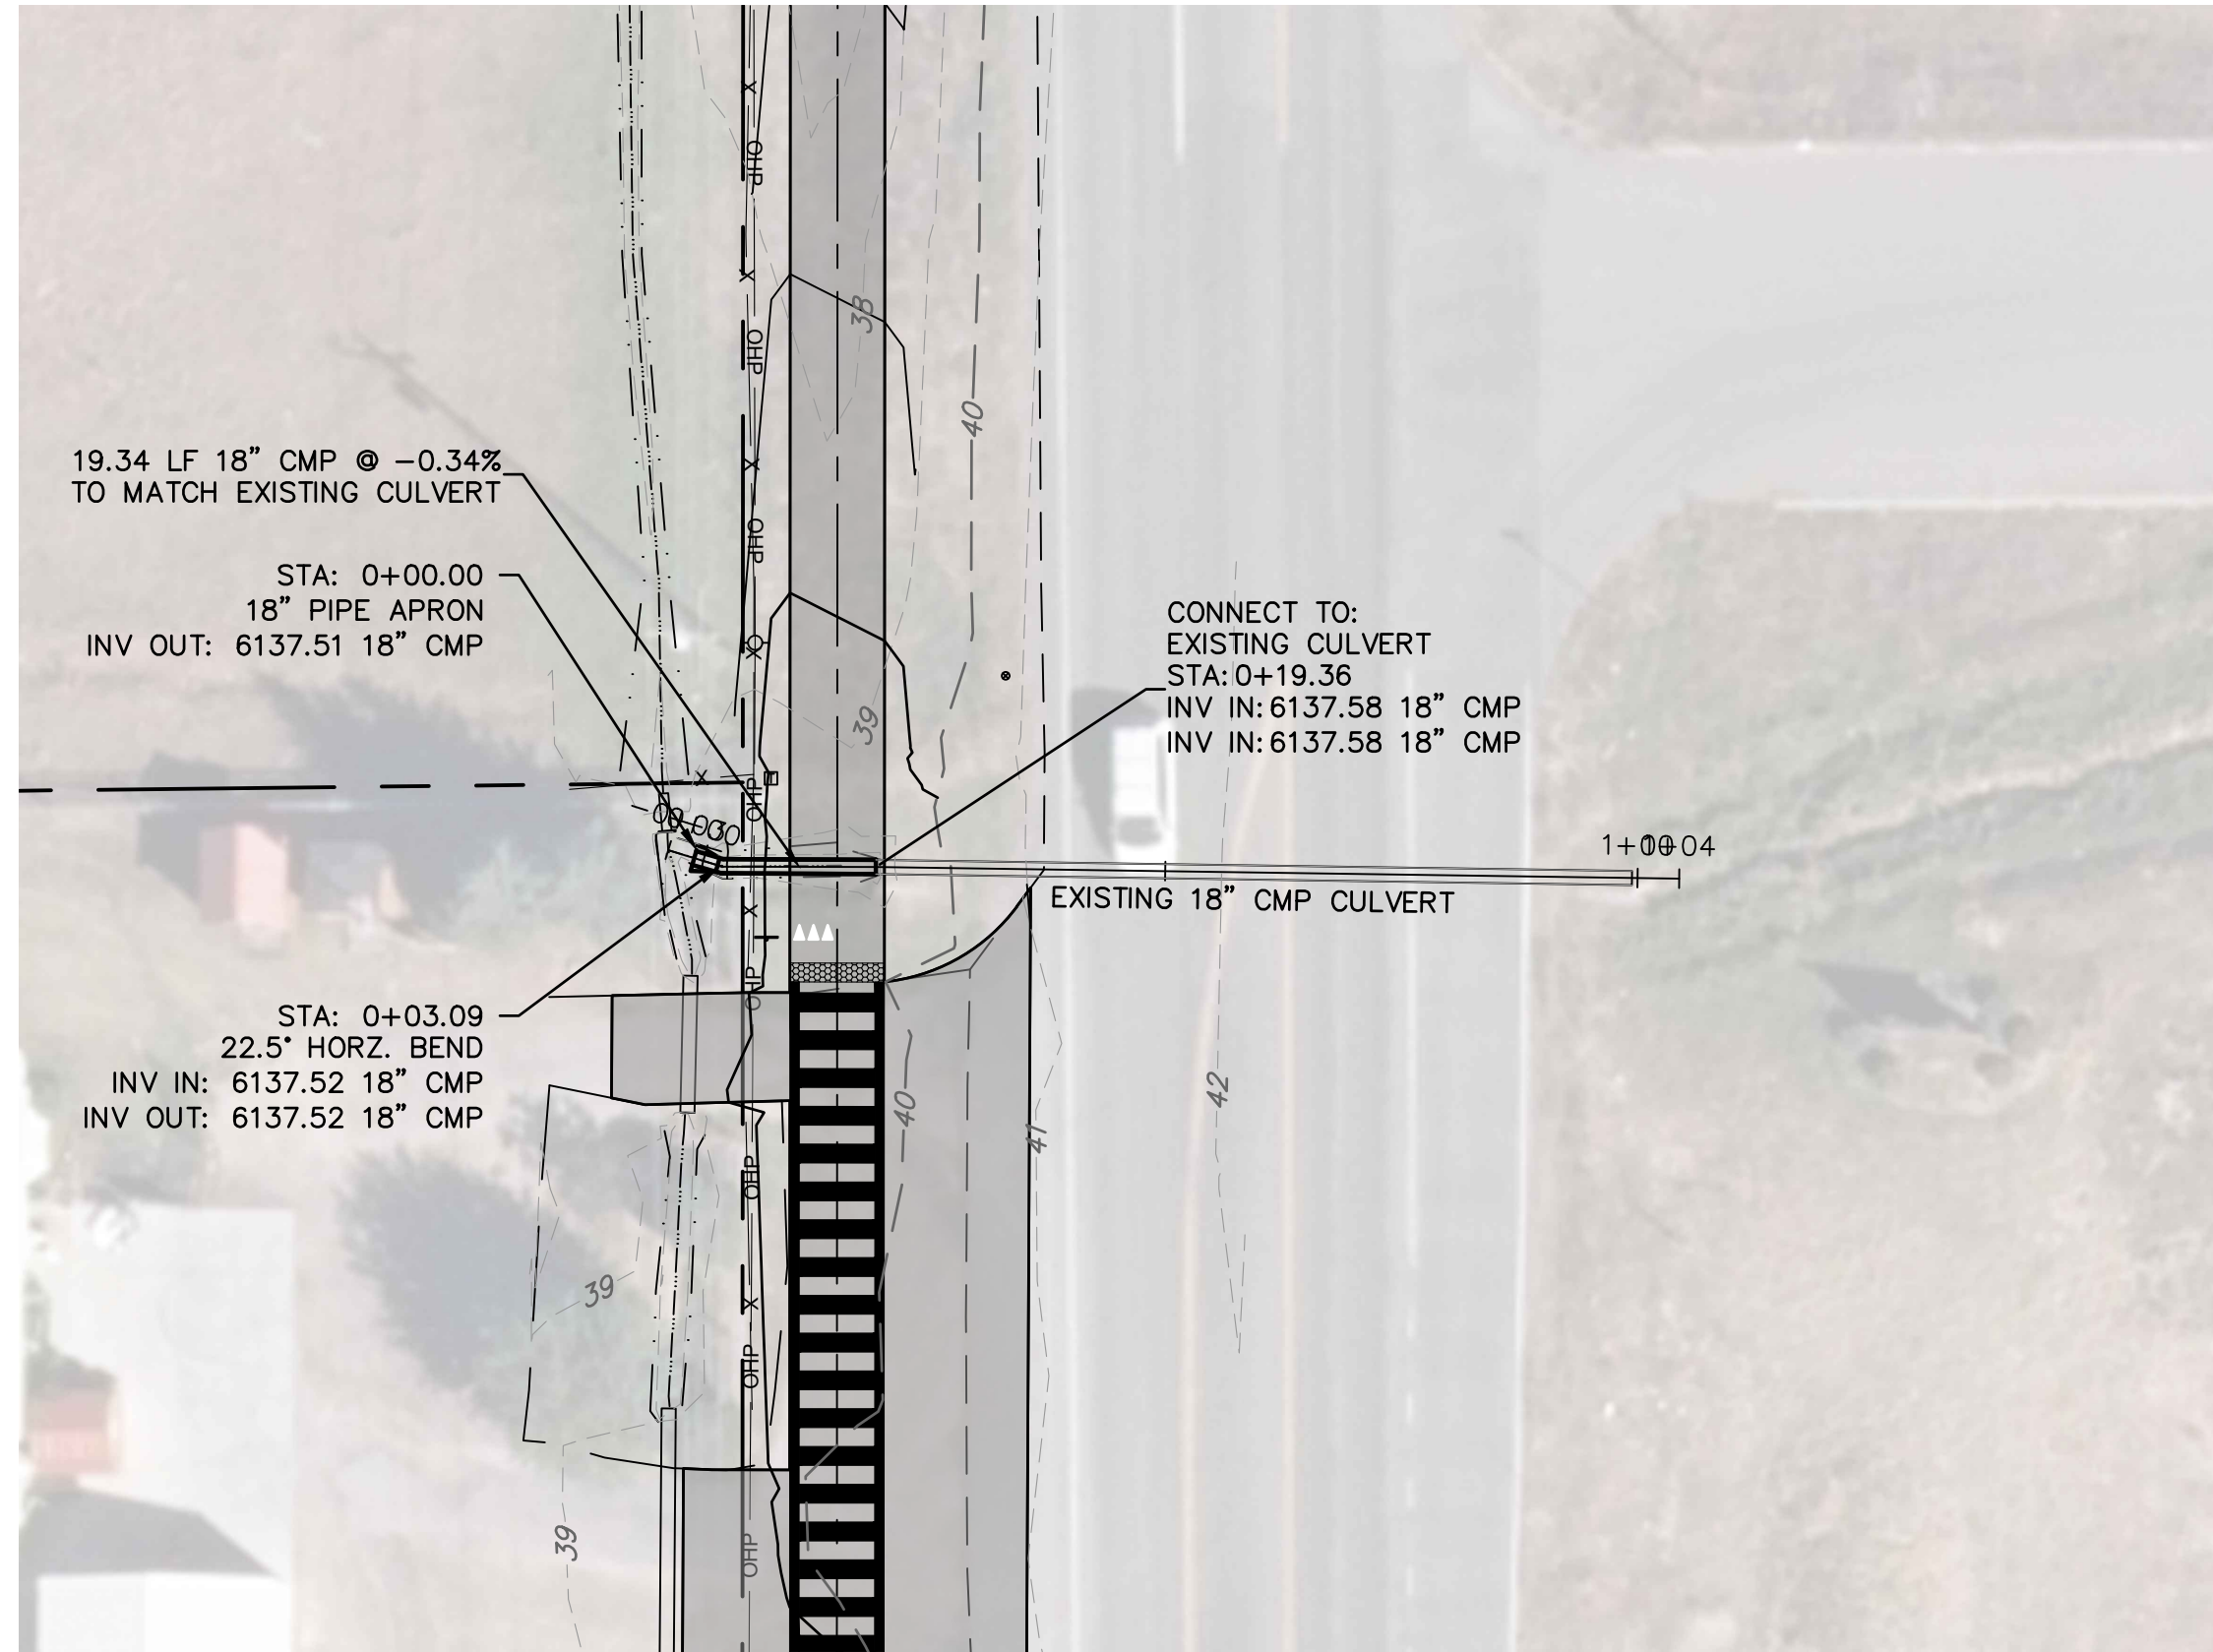 19.34 LF 18" CMP @ -0.34%
TO MATCH EXISTING CULVERT
STA: 0+00.00
18" PIPE APRON
INV OUT: 6137.51 18" CMP
CONNECT TO:
EXISTING CULVERT
STA: 0+19.36
INV IN: 6137.58 18" CMP
INV IN: 6137.58 18" CMP
EXISTING 18" CMP CULVERT
STA: 0+03.09
22.5° HORZ. BEND
INV IN: 6137.52 18" CMP
INV OUT: 6137.52 18" CMP
X
OHP
X
38
OHP
40
X
OHP
X
39
X
OHP
X
OHP
40
42
41
OHP
39
X
OHP
39
OHP